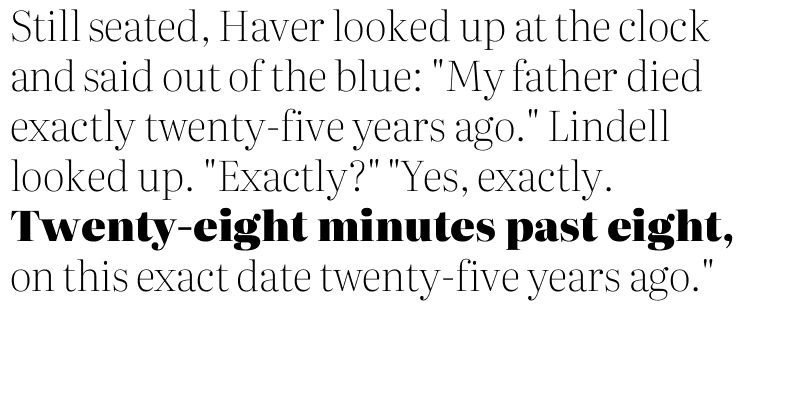 Still seated, Haver looked up at the clock
and said out of the blue: "My father died
exactly twenty-five years ago." Lindell
looked up. "Exactly?" "Yes, exactly.
Twenty-eight minutes past eight,
on this exact date twenty-five years ago."